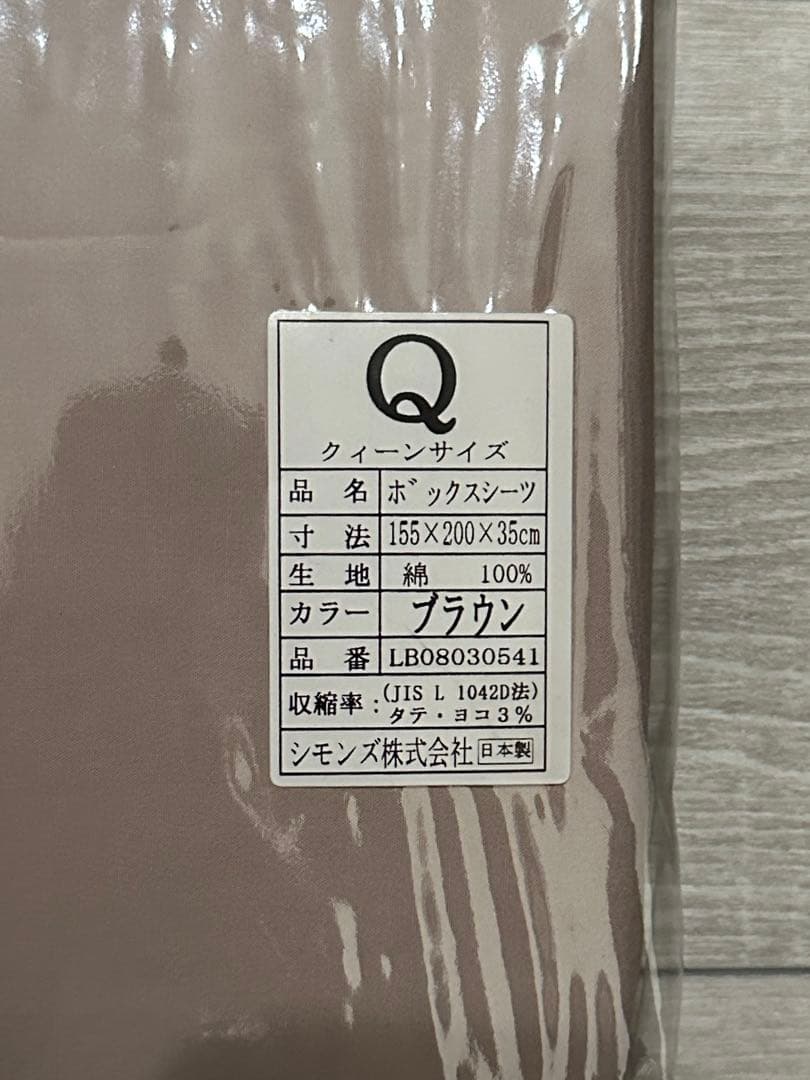 Q
クィーンサイズ
品 名 ボックスシーツ
寸 法 155×200×35cm
生 地 綿 100%
カラー ブラウン
品 番 LB08030541
収縮率:(JIS L 1042D法)
タテ・ヨコ3%
シモンズ株式会社 日本製